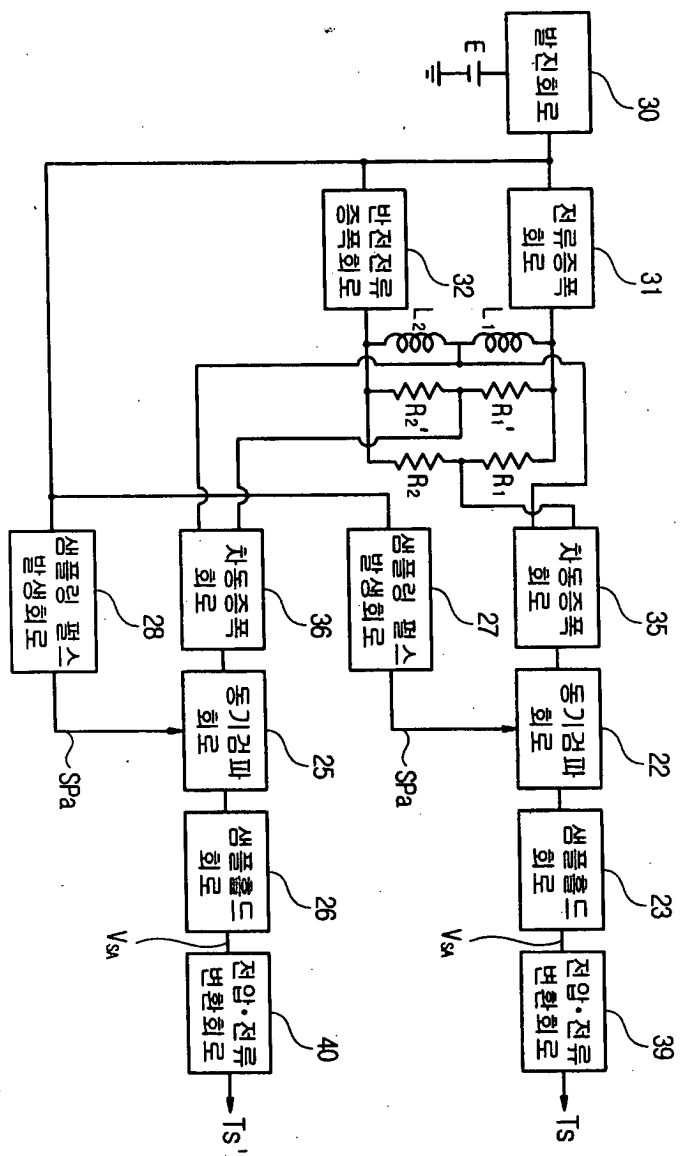 30
발진회로
E
31
전류증폭
회로
32
반전전류
증폭회로
L₁
L₂
R₁'
R₂'
R₁
R₂
35
차동증폭
회로
22
동기검파
회로
23
샘플홀드
회로
VSA
39
전압·전류
변환회로
Ts
27
샘플링 펄스
발생회로
SPa
36
차동증폭
회로
25
동기검파
회로
26
샘플홀드
회로
VSA
40
전압·전류
변환회로
Ts'
28
샘플링 펄스
발생회로
SPa